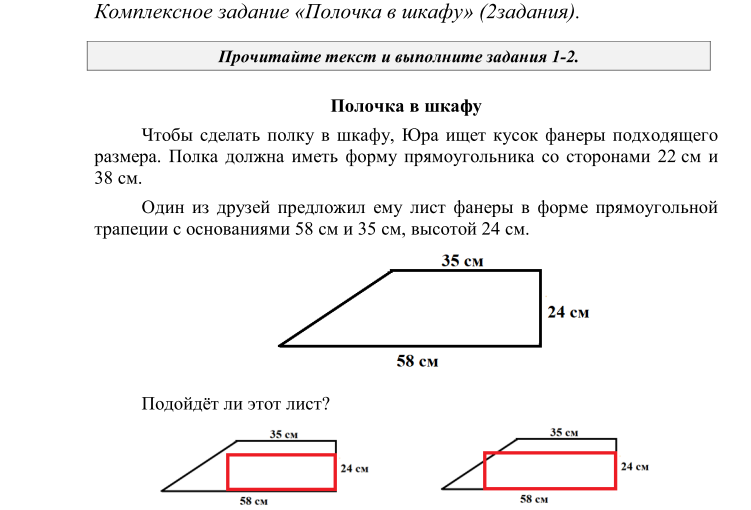 Комплексное задание «Полочка в шкафу» (2задания).
Прочитайте текст и выполните задания 1-2.
Полочка в шкафу
Чтобы сделать полку в шкафу, Юра ищет кусок фанеры подходящего
размера. Полка должна иметь форму прямоугольника со сторонами 22 см и
38 см.
Один из друзей предложил ему лист фанеры в форме прямоугольной
трапеции с основаниями 58 см и 35 см, высотой 24 см.
35 см
24 см
58 см
Подойдёт ли этот лист?
35 см
24 см
58 см
35 см
24 см
58 см